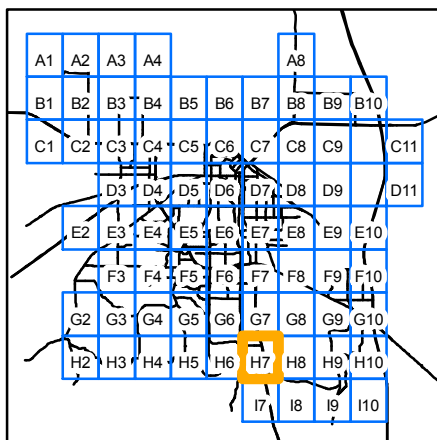 A1 A2 A3 A4 A8
B1 B2 B3 B4 B5 B6 B7 B8 B9 B10
C1 C2 C3 C4 C5 C6 C7 C8 C9 C11
D3 D4 D5 D6 D7 D8 D9 D11
E2 E3 E4 E5 E6 E7 E8 E9 E10
F3 F4 F5 F6 F7 F8 F9 F10
G2 G3 G4 G5 G6 G7 G8 G9 G10
H2 H3 H4 H5 H6 H7 H8 H9 H10
I7 I8 I9 I10